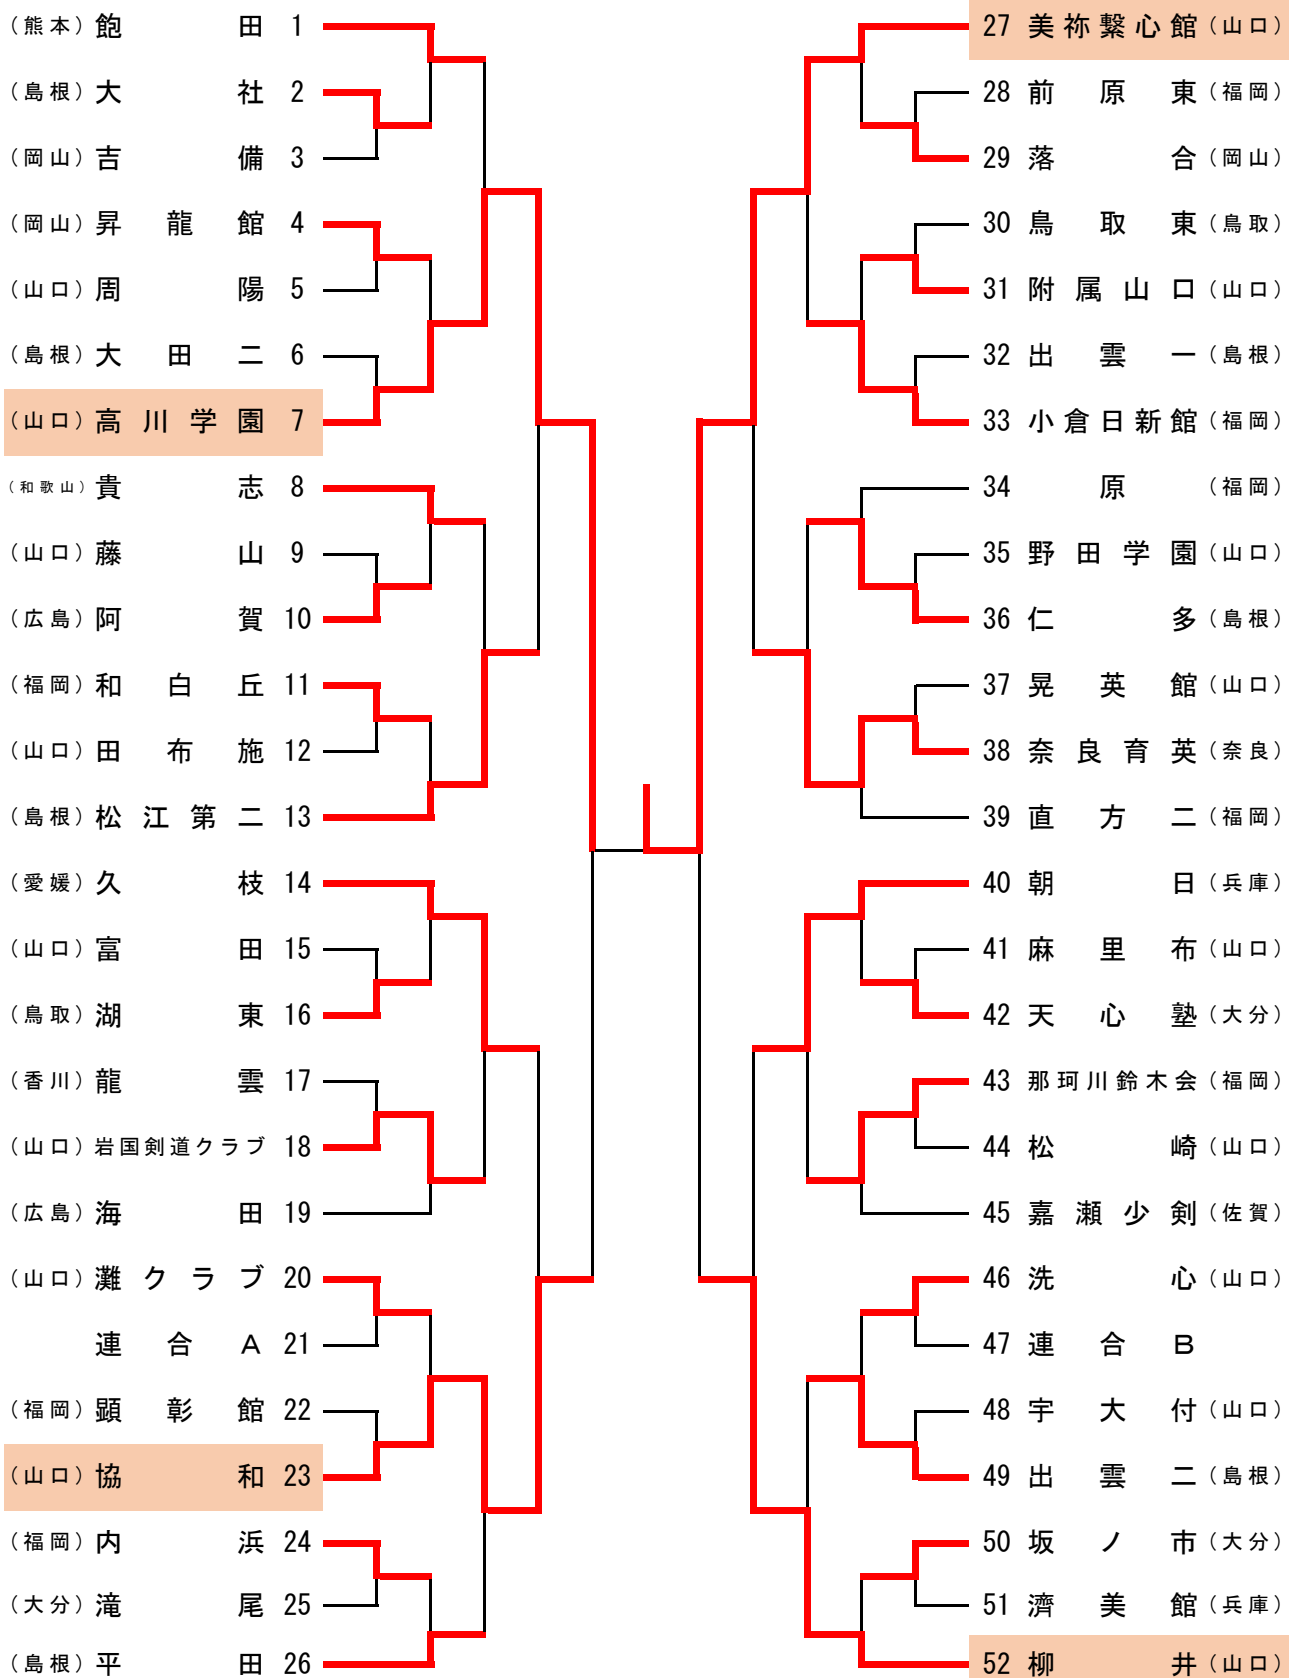 (熊本) 飽田 1
(島根) 大社 2
(岡山) 吉備 3
(岡山) 昇龍館 4
(山口) 周陽 5
(島根) 大田二 6
(山口) 高川学園 7
(和歌山) 貴志 8
(山口) 藤山 9
(広島) 阿賀 10
(福岡) 和白丘 11
(山口) 田布施 12
(島根) 松江第二 13
(愛媛) 久枝 14
(山口) 富田 15
(鳥取) 湖東 16
(香川) 龍雲 17
(山口) 岩国剣道クラブ 18
(広島) 海田 19
(山口) 灘クラブ 20
連合A 21
(福岡) 顕彰館 22
(山口) 協和 23
(福岡) 内浜 24
(大分) 滝尾 25
(島根) 平田 26
27 美祢繋心館 (山口)
28 前原東 (福岡)
29 落合 (岡山)
30 鳥取東 (鳥取)
31 附属山口 (山口)
32 出雲一 (島根)
33 小倉日新館 (福岡)
34 原 (福岡)
35 野田学園 (山口)
36 仁多 (島根)
37 晃英館 (山口)
38 奈良育英 (奈良)
39 直方二 (福岡)
40 朝日 (兵庫)
41 麻里布 (山口)
42 天心塾 (大分)
43 那珂川鈴木会 (福岡)
44 松崎 (山口)
45 嘉瀬少剣 (佐賀)
46 洗心 (山口)
47 連合B
48 宇大付 (山口)
49 出雲二 (島根)
50 坂ノ市 (大分)
51 濟美館 (兵庫)
52 柳井 (山口)